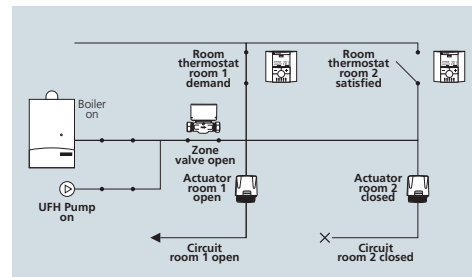 Room
thermostat
room 1
demand
Room
thermostat
room 2
satisfied
Boiler
on
Zone
valve open
Actuator
room 1
open
Actuator
room 2
closed
UFH Pump
on
Circuit
room 1 open
Circuit
room 2 closed